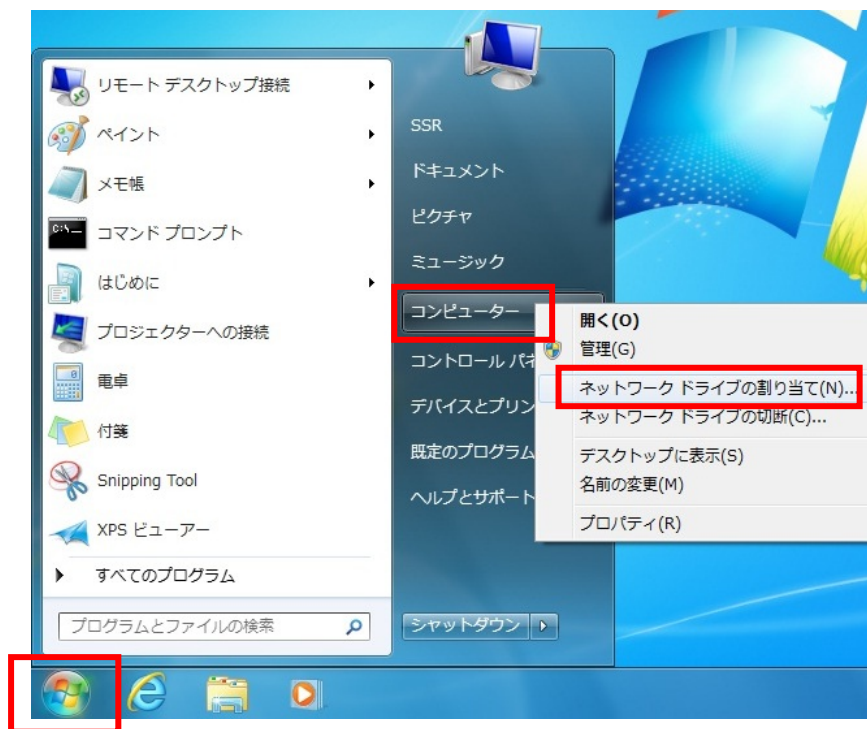 リモート デスクトップ接続
ペイント
メモ帳
C:\_
コマンド プロンプト
はじめに
プロジェクターへの接続
電卓
付箋
Snipping Tool
XPS ビューアー
すべてのプログラム
プログラムとファイルの検索
SSR
ドキュメント
ピクチャ
ミュージック
コンピューター
コントロール パネ
デバイスとプリン
既定のプログラム
ヘルプとサポート
シャットダウン
開く(O)
管理(G)
ネットワーク ドライブの割り当て(N)...
ネットワーク ドライブの切断(C)...
デスクトップに表示(S)
名前の変更(M)
プロパティ(R)